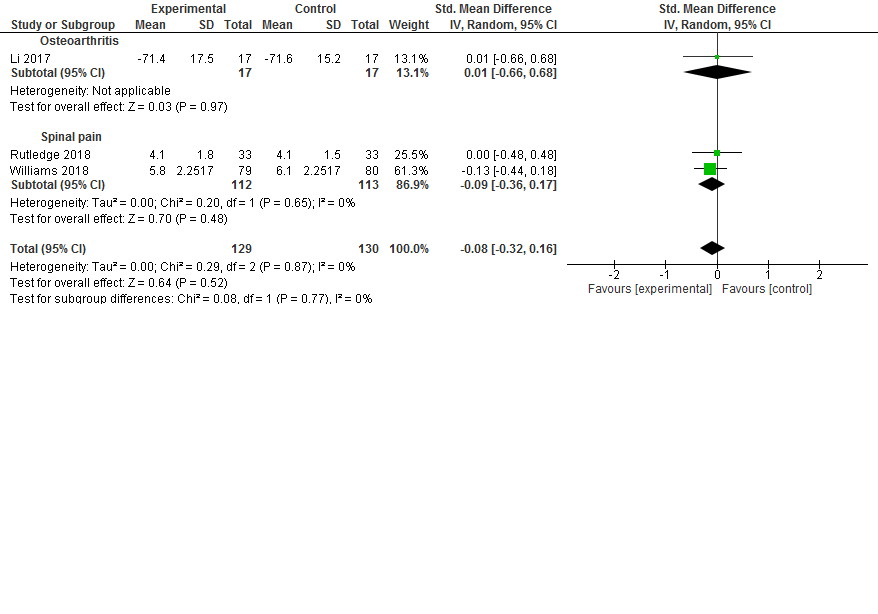 Experimental Control Std. Mean Difference Std. Mean Difference
Study or Subgroup Mean SD Total Mean SD Total Weight IV, Random, 95% CI IV, Random, 95% CI
Osteoarthritis
Li 2017 -71.4 17.5 17 -71.6 15.2 17 13.1% 0.01 [-0.66, 0.68]
Subtotal (95% CI) 17 17 13.1% 0.01 [-0.66, 0.68]
Heterogeneity: Not applicable
Test for overall effect: Z = 0.03 (P = 0.97)
Spinal pain
Rutledge 2018 4.1 1.8 33 4.1 1.5 33 25.5% 0.00 [-0.48, 0.48]
Williams 2018 5.8 2.2517 79 6.1 2.2517 80 61.3% -0.13 [-0.44, 0.18]
Subtotal (95% CI) 112 113 86.9% -0.09 [-0.36, 0.17]
Heterogeneity: Tau² = 0.00; Chi² = 0.20, df = 1 (P = 0.65); I² = 0%
Test for overall effect: Z = 0.70 (P = 0.48)
Total (95% CI) 129 130 100.0% -0.08 [-0.32, 0.16]
Heterogeneity: Tau² = 0.00; Chi² = 0.29, df = 2 (P = 0.87); I² = 0%
Test for overall effect: Z = 0.64 (P = 0.52)
Test for subgroup differences: Chi² = 0.08, df = 1 (P = 0.77), I² = 0%
-2 -1 0 1 2
Favours [experimental] Favours [control]